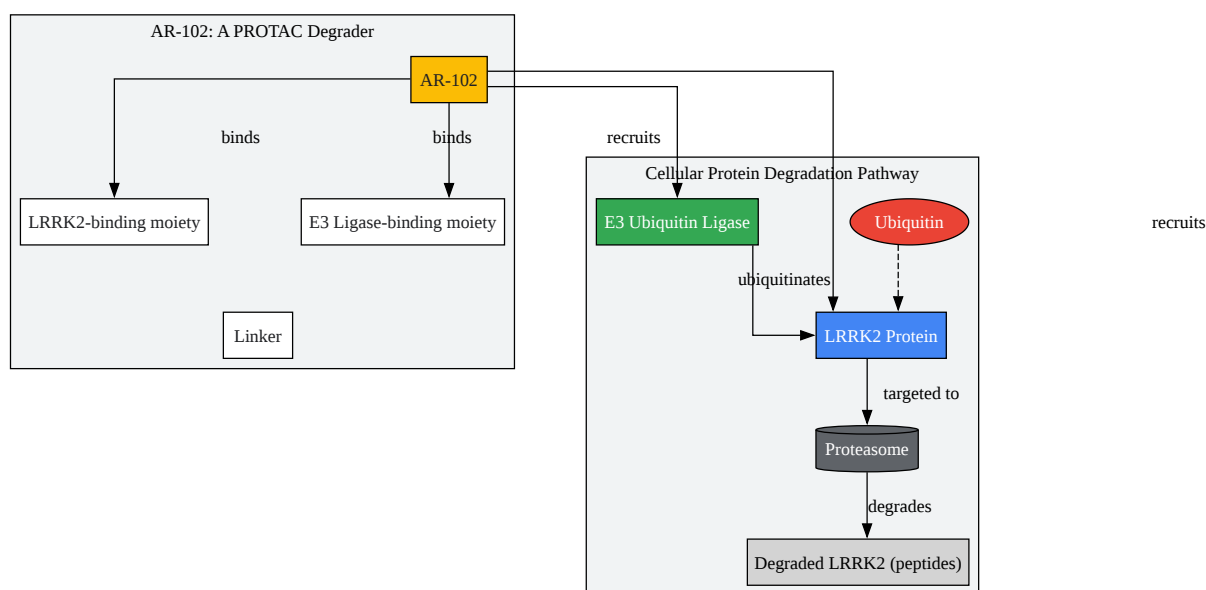 AR-102: A PROTAC Degrader
AR-102
binds
binds
recruits
Cellular Protein Degradation Pathway
LRRK2-binding moiety
E3 Ligase-binding moiety
E3 Ubiquitin Ligase
Ubiquitin
recruits
ubiquitinates
Linker
LRRK2 Protein
targeted to
Proteasome
degrades
Degraded LRRK2 (peptides)